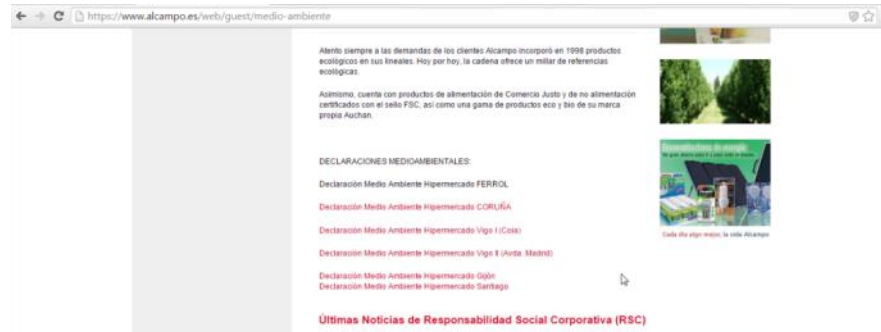 https://www.alcampo.es/web/guest/medio-ambiente
Atento siempre a las demandas de los clientes Alcampo incorporó en 1998 productos
ecológicos en sus lineales. Hoy por hoy, la cadena ofrece un millar de referencias
ecológicas.
Asimismo, cuenta con productos de alimentación de Comercio Justo y de no alimentación
certificados con el sello FSC, así como una gama de productos eco y bio de su marca
propia Auchan.
DECLARACIONES MEDIOAMBIENTALES:
Declaración Medio Ambiente Hipermercado FERROL
Declaración Medio Ambiente Hipermercado CORUÑA
Declaración Medio Ambiente Hipermercado Vigo I (Coia)
Declaración Medio Ambiente Hipermercado Vigo II (Avda. Madrid)
Declaración Medio Ambiente Hipermercado Gijón
Declaración Medio Ambiente Hipermercado Santiago
Cada día algo mejor, la vida Alcampo
Últimas Noticias de Responsabilidad Social Corporativa (RSC)